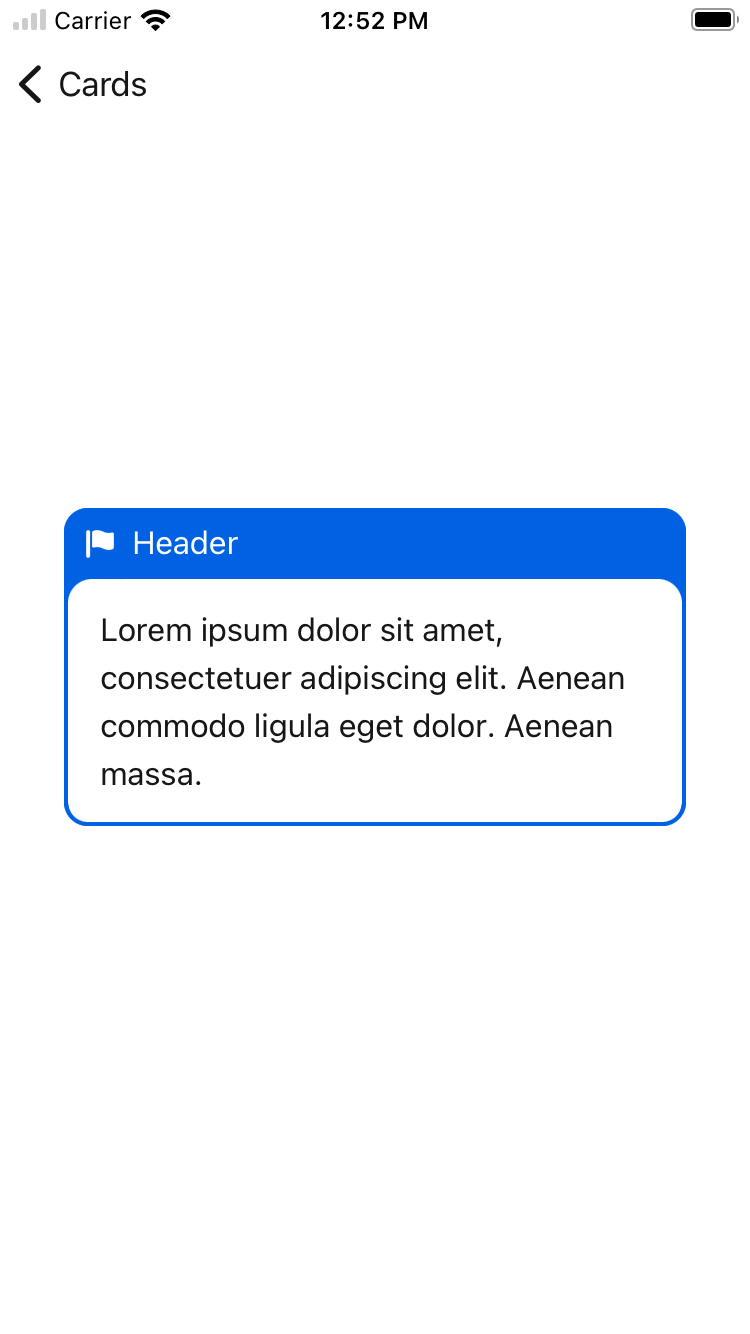 Carrier 12:52 PM
Cards
Header
Lorem ipsum dolor sit amet,
consectetuer adipiscing elit. Aenean
commodo ligula eget dolor. Aenean
massa.